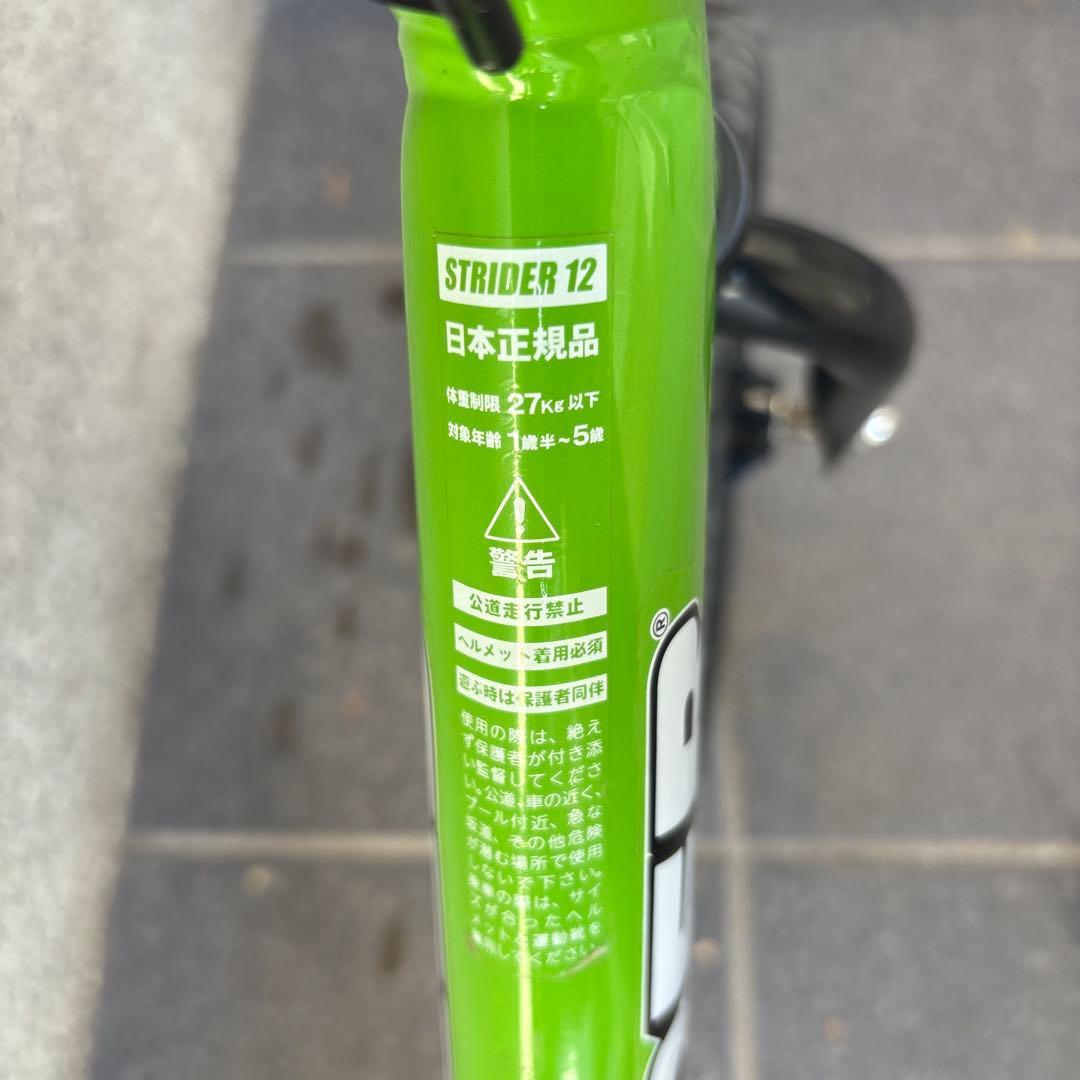 STRIDER 12
日本正規品
体重制限 27Kg 以下
対象年齢 1歳半~5歳
!
警告
公道走行禁止
ヘルメット着用必須
遊ぶ時は保護者同伴
使用の際は、絶え
ず保護者が付き添
い監督してくださ
い。公道、車の近く、
プール付近、急な
坂道、その他危険
が潜む場所で使用
しないで下さい。
乗車の際は、サイ
ズが合ったヘル
メットと運動靴を
着用してください。
®